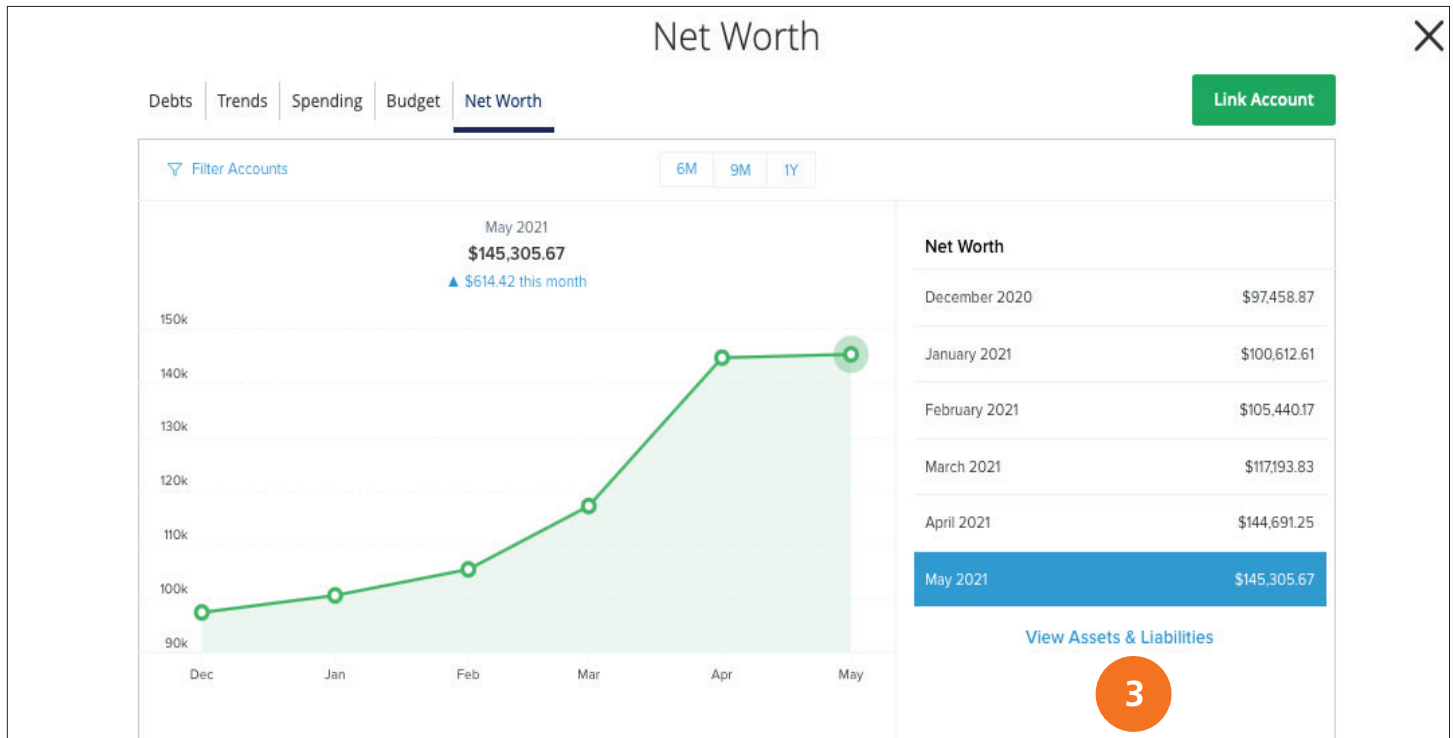 Net Worth
Debts Trends Spending Budget Net Worth
Link Account
Filter Accounts
6M 9M 1Y
May 2021
$145,305.67
▲ $614.42 this month
150k
140k
130k
120k
110k
100k
90k
Dec Jan Feb Mar Apr May
Net Worth
December 2020 $97,458.87
January 2021 $100,612.61
February 2021 $105,440.17
March 2021 $117,193.83
April 2021 $144,691.25
May 2021 $145,305.67
View Assets & Liabilities
3